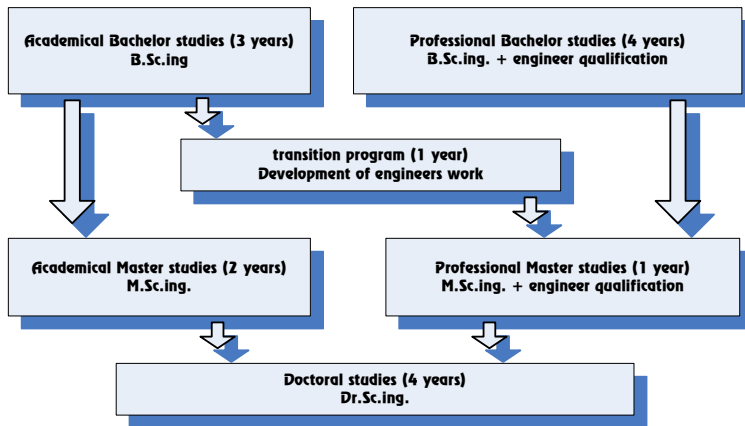 Academical Bachelor studies (3 years)
B.Sc.ing
Professional Bachelor studies (4 years)
B.Sc.ing. + engineer qualification
transition program (1 year)
Development of engineers work
Academical Master studies (2 years)
M.Sc.ing.
Professional Master studies (1 year)
M.Sc.ing. + engineer qualification
Doctoral studies (4 years)
Dr.Sc.ing.